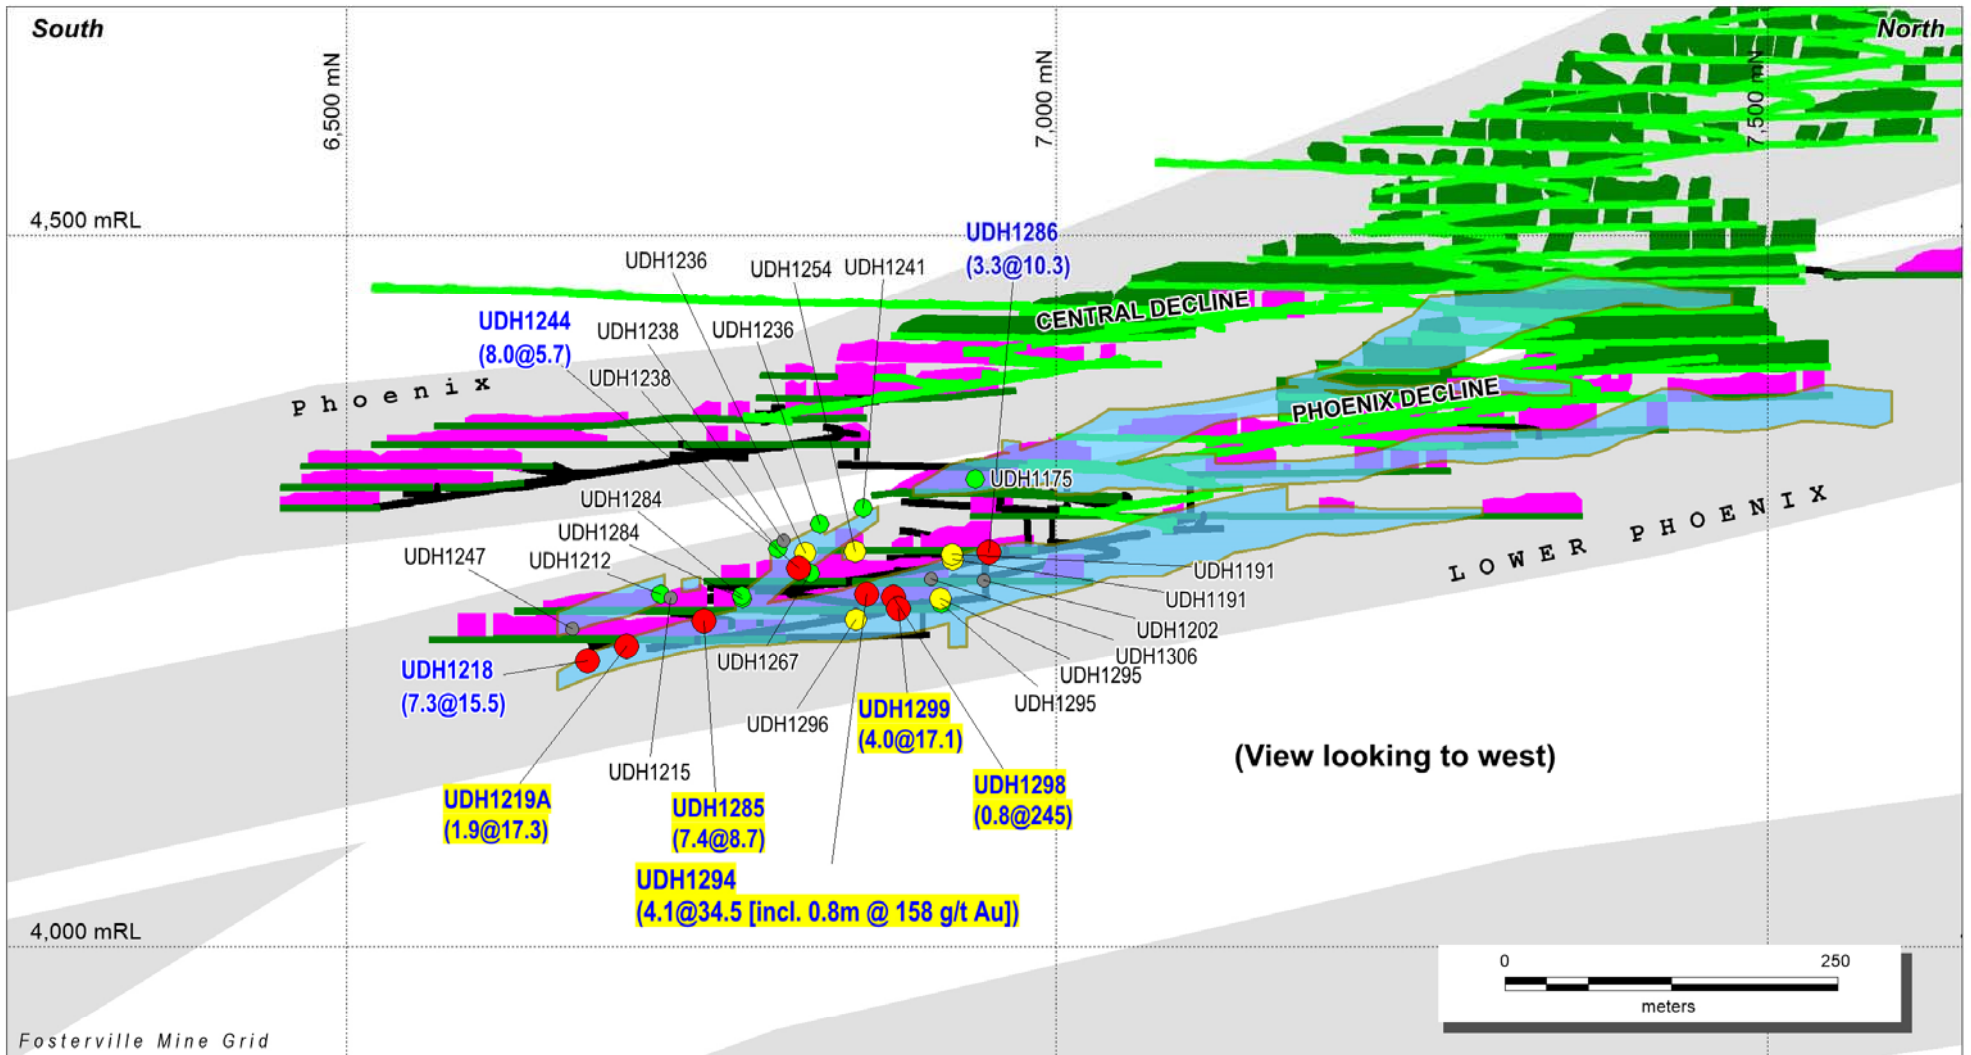 South
North
6,500 mN
7,000 mN
7,500 mN
4,500 mRL
UDH1286
(3.3@10.3)
UDH1236
UDH1254
UDH1241
UDH1244
(8.0@5.7)
UDH1238
UDH1236
UDH1238
CENTRAL DECLINE
Phoenix
PHOENIX DECLINE
UDH1175
UDH1284
UDH1284
LOWER PHOENIX
UDH1247
UDH1212
UDH1191
UDH1191
UDH1202
UDH1306
UDH1295
UDH1295
UDH1267
UDH1218
(7.3@15.5)
UDH1296
UDH1299
(4.0@17.1)
UDH1215
(View looking to west)
UDH1219A
(1.9@17.3)
UDH1285
(7.4@8.7)
UDH1298
(0.8@245)
UDH1294
(4.1@34.5 [incl. 0.8m @ 158 g/t Au])
4,000 mRL
0 250
meters
Fosterville Mine Grid